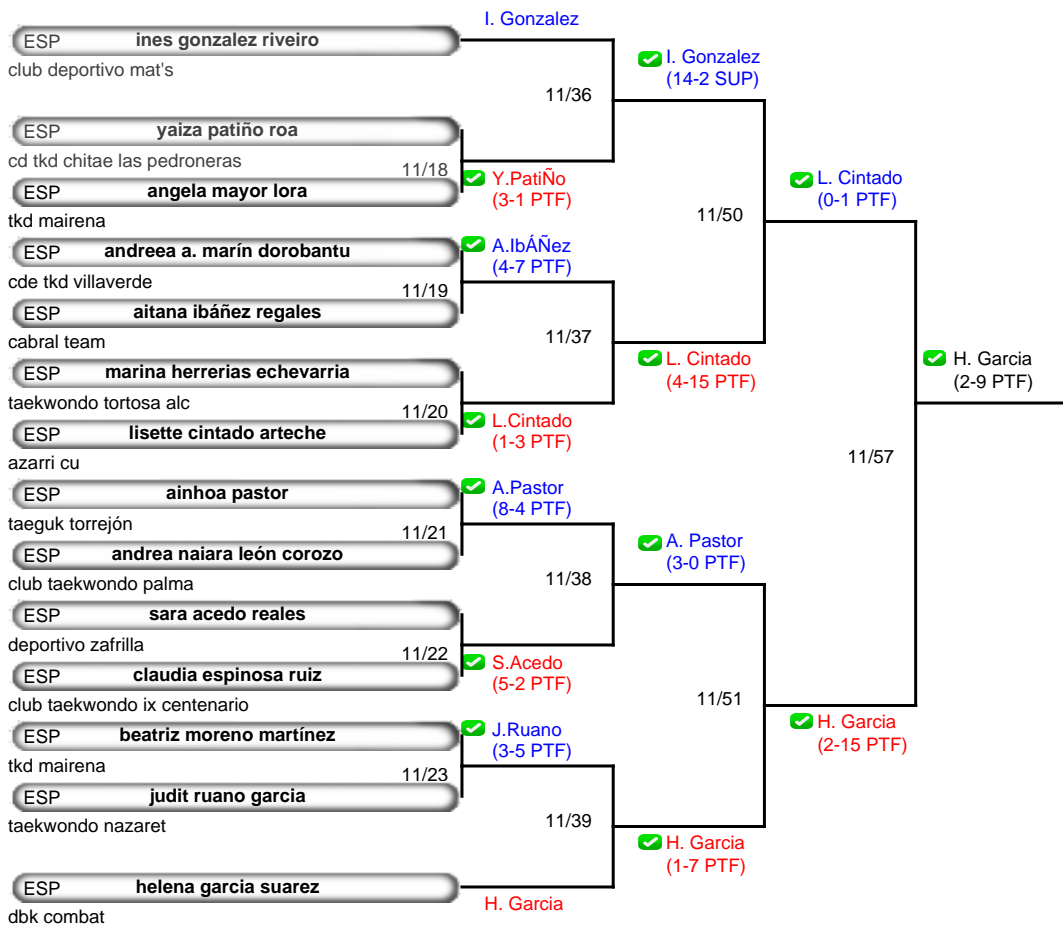 I. Gonzalez
ESP ines gonzalez riveiro
club deportivo mat's
I. Gonzalez
(14-2 SUP)
11/36
ESP yaiza patiño roa
cd tkd chitae las pedroneras
11/18
Y.PatiÑo
(3-1 PTF)
ESP angela mayor lora
tkd mairena
L. Cintado
(0-1 PTF)
11/50
ESP andreea a. marín dorobantu
cde tkd villaverde
11/19
A.IbÁÑez
(4-7 PTF)
ESP aitana ibáñez regales
cabral team
11/37
L. Cintado
(4-15 PTF)
ESP marina herrerias echevarria
taekwondo tortosa alc
11/20
L.Cintado
(1-3 PTF)
ESP lisette cintado arteche
azarri cu
H. Garcia
(2-9 PTF)
11/57
ESP ainhoa pastor
taeguk torrejón
11/21
A.Pastor
(8-4 PTF)
ESP andrea naiara león corozo
club taekwondo palma
A. Pastor
(3-0 PTF)
11/38
ESP sara acedo reales
deportivo zafrilla
11/22
S.Acedo
(5-2 PTF)
ESP claudia espinosa ruiz
club taekwondo ix centenario
11/51
H. Garcia
(2-15 PTF)
ESP beatriz moreno martínez
tkd mairena
11/23
J.Ruano
(3-5 PTF)
ESP judit ruano garcia
taekwondo nazaret
11/39
H. Garcia
(1-7 PTF)
ESP helena garcia suarez
dbk combat
H. Garcia